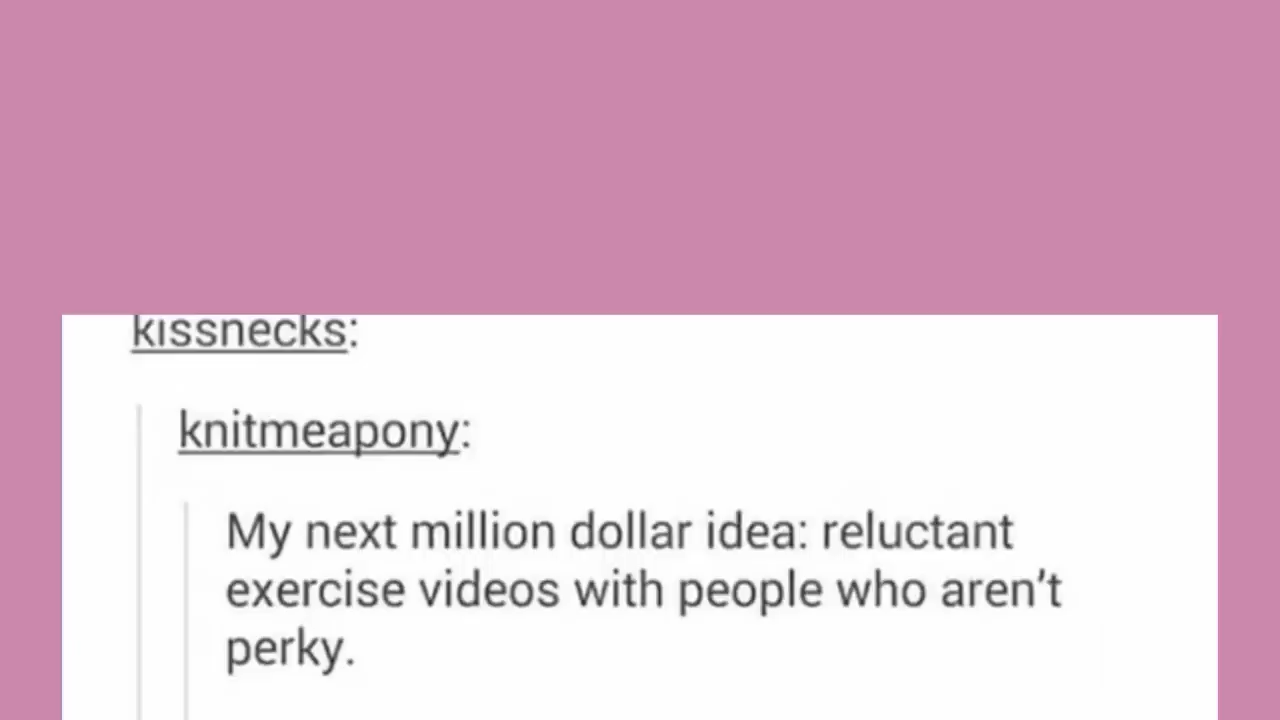 kissnecks:
knitmeapony:
My next million dollar idea: reluctant
exercise videos with people who aren't
perky.